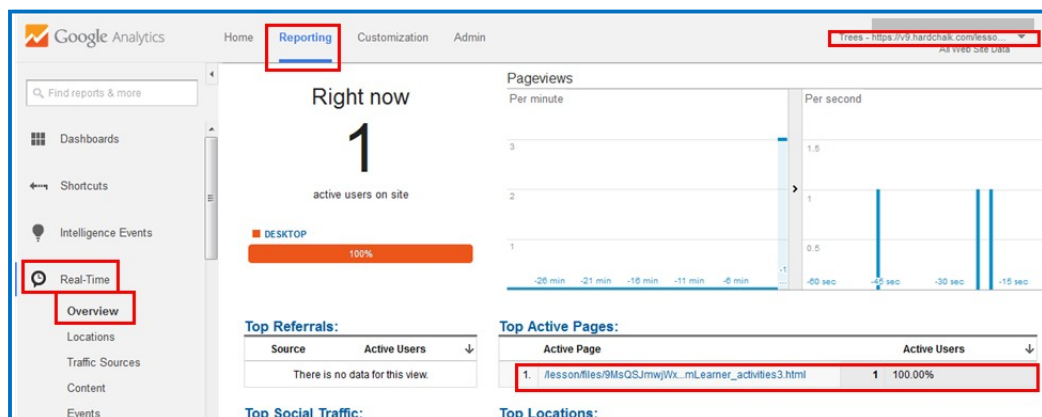 Google Analytics
Home Reporting Customization Admin
Trees - https://v9.hardchalk.com/lesso...
All Web Site Data
Find reports & more
Dashboards
Shortcuts
Intelligence Events
Real-Time
Overview
Locations
Traffic Sources
Content
Events
Right now
1
active users on site
DESKTOP
100%
Pageviews
Per minute
3
2
1
-26 min -21 min -16 min -11 min -6 min
-1
...
Per second
1.5
1
0.5
-60 sec -45 sec -30 sec -15 sec
Top Referrals:
Source Active Users
There is no data for this view.
Top Active Pages:
Active Page Active Users
1. /lesson/files/9MsQSJmwjWx...mLearner_activities3.html 1 100.00%
Top Social Traffic:
Top Locations: